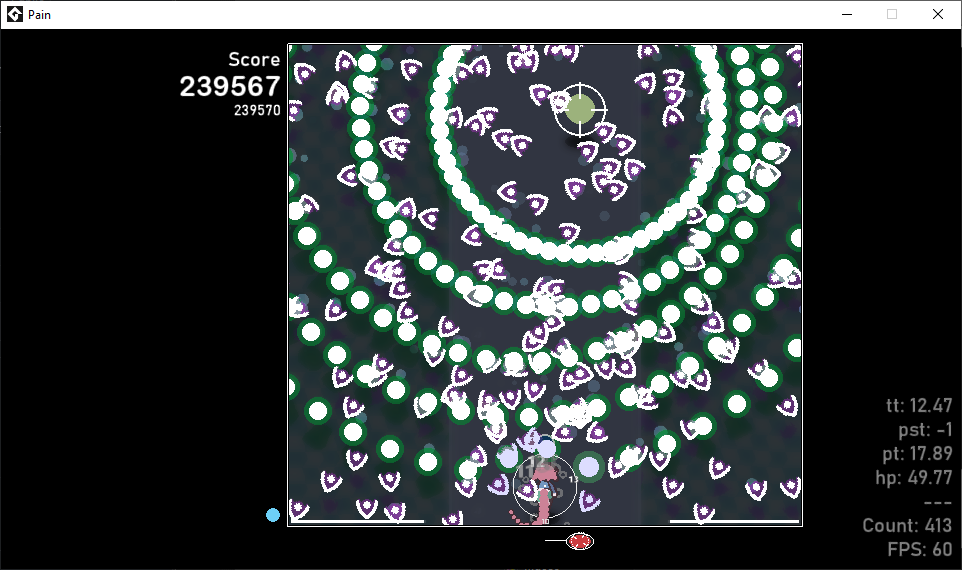 Pain
Score
239567
239570
tt: 12.47
pst: -1
pt: 17.89
hp: 49.77
---
Count: 413
FPS: 60